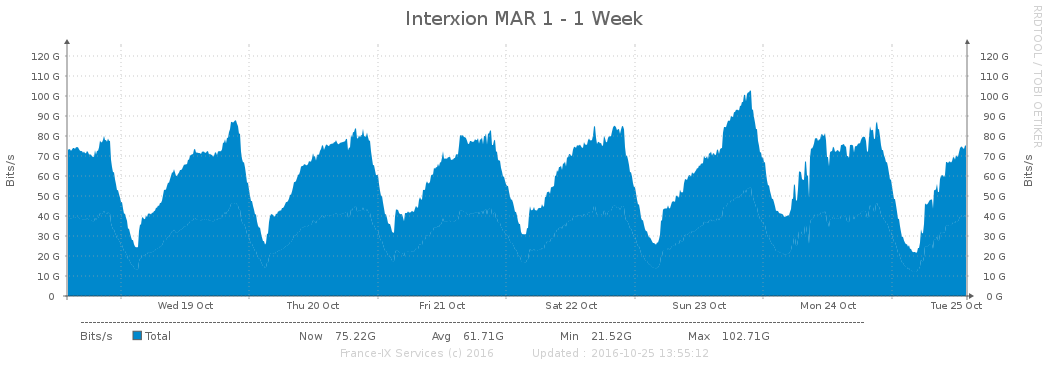 Interxion MAR 1 - 1 Week
RRDTOOL / TOBI OETIKER
Bits/s
120 G 120 G
110 G 110 G
100 G 100 G
90 G 90 G
80 G 80 G
70 G 70 G
60 G 60 G
50 G 50 G
40 G 40 G
30 G 30 G
20 G 20 G
10 G 10 G
0 0 G
Bits/s
Wed 19 Oct Thu 20 Oct Fri 21 Oct Sat 22 Oct Sun 23 Oct Mon 24 Oct Tue 25 Oct
Bits/s Total Now 75.22G Avg 61.71G Min 21.52G Max 102.71G
France-IX Services (c) 2016 Updated : 2016-10-25 13:55:12